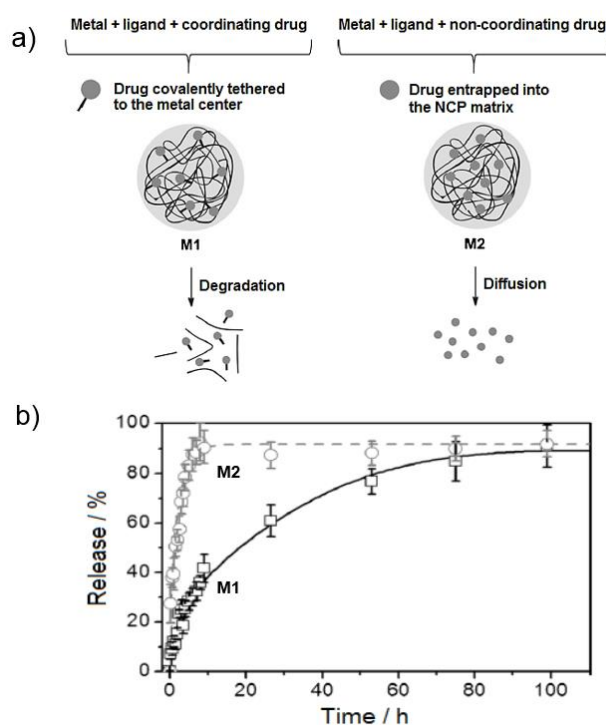 a)
Metal + ligand + coordinating drug
Metal + ligand + non-coordinating drug
Drug covalently tethered
to the metal center
Drug entrapped into
the NCP matrix
M1
M2
Degradation
Diffusion
b)
Release / %
100
80
60
40
20
0
M2
M1
0
20
40
60
80
100
Time / h